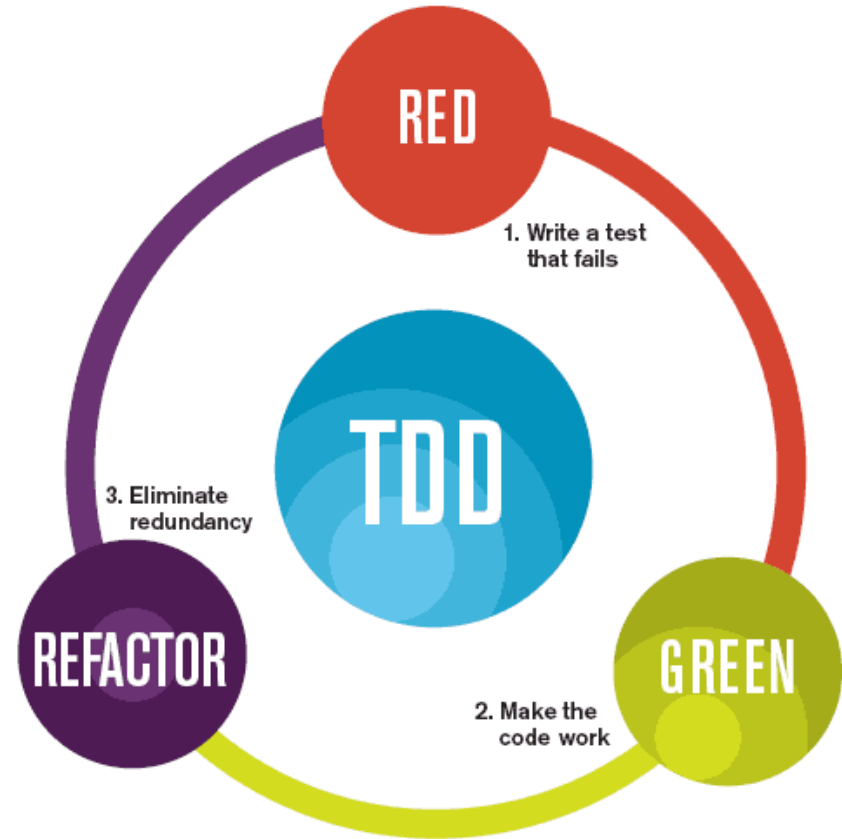 RED
1. Write a test
that fails
TDD
3. Eliminate
redundancy
REFACTOR
GREEN
2. Make the
code work